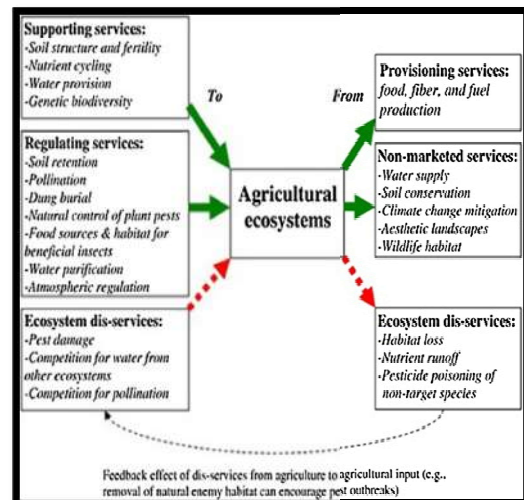 Supporting services:
-Soil structure and fertility
-Nutrient cycling
-Water provision
-Genetic biodiversity
To
Regulating services:
-Soil retention
-Pollination
-Dung burial
-Natural control of plant pests
-Food sources & habitat for
beneficial insects
-Water purification
-Atmospheric regulation
Ecosystem dis-services:
-Pest damage
-Competition for water from
other ecosystems
-Competition for pollination
Agricultural
ecosystems
From
Provisioning services:
food, fiber, and fuel
production
Non-marketed services:
-Water supply
-Soil conservation
-Climate change mitigation
-Aesthetic landscapes
-Wildlife habitat
Ecosystem dis-services:
-Habitat loss
-Nutrient runoff
-Pesticide poisoning of
non-target species
Feedback effect of dis-services from agriculture to agricultural input (e.g.,
removal of natural enemy habitat can encourage pest outbreaks)